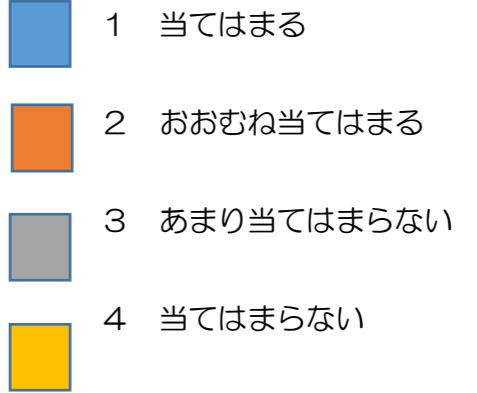 １　当てはまる
２　おおむね当てはまる
３　あまり当てはまらない
４　当てはまらない